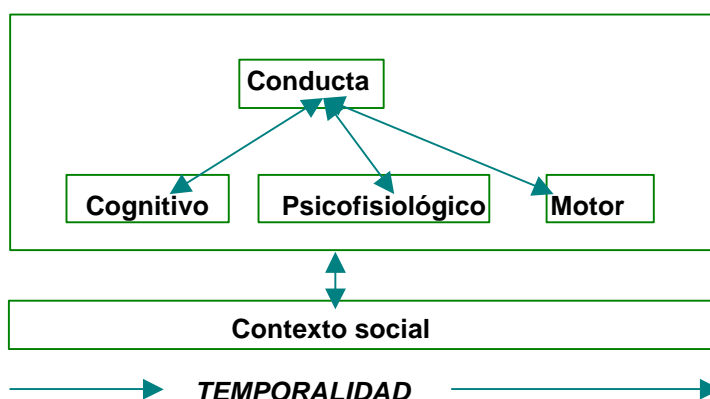 Conducta
Cognitivo Psicofisiológico Motor
Contexto social
TEMPORALIDAD